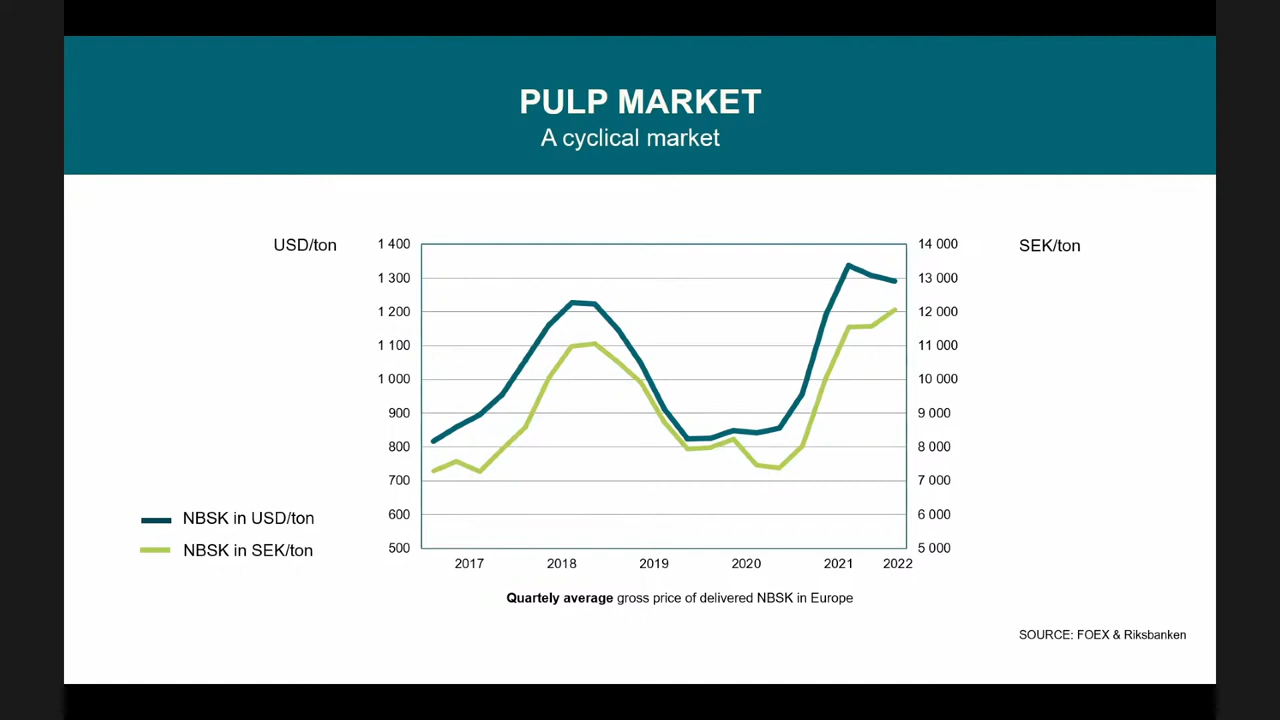 PULP MARKET
A cyclical market
USD/ton
SEK/ton
1 400
1 300
1 200
1 100
1 000
900
800
700
600
500
14 000
13 000
12 000
11 000
10 000
9 000
8 000
7 000
6 000
5 000
NBSK in USD/ton
NBSK in SEK/ton
2017 2018 2019 2020 2021 2022
Quartely average gross price of delivered NBSK in Europe
SOURCE: FOEX & Riksbanken